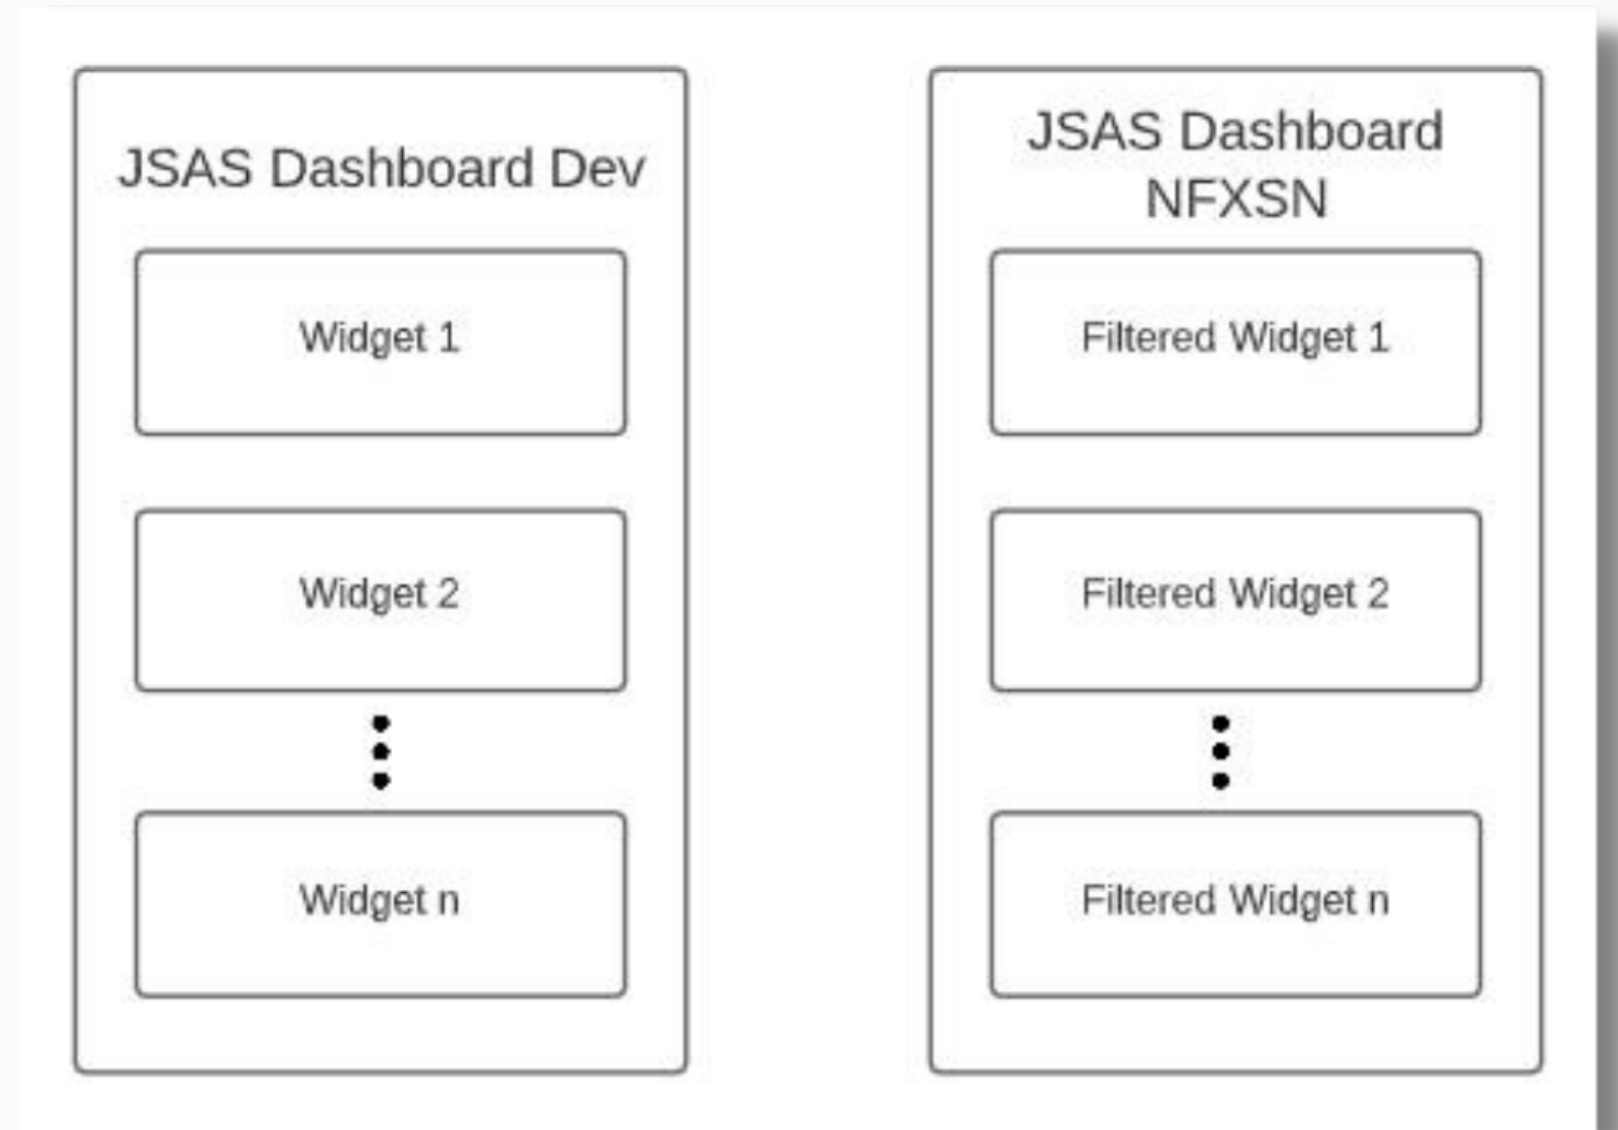 JSAS Dashboard Dev
Widget 1
Widget 2
Widget n
JSAS Dashboard
NFXSN
Filtered Widget 1
Filtered Widget 2
Filtered Widget n